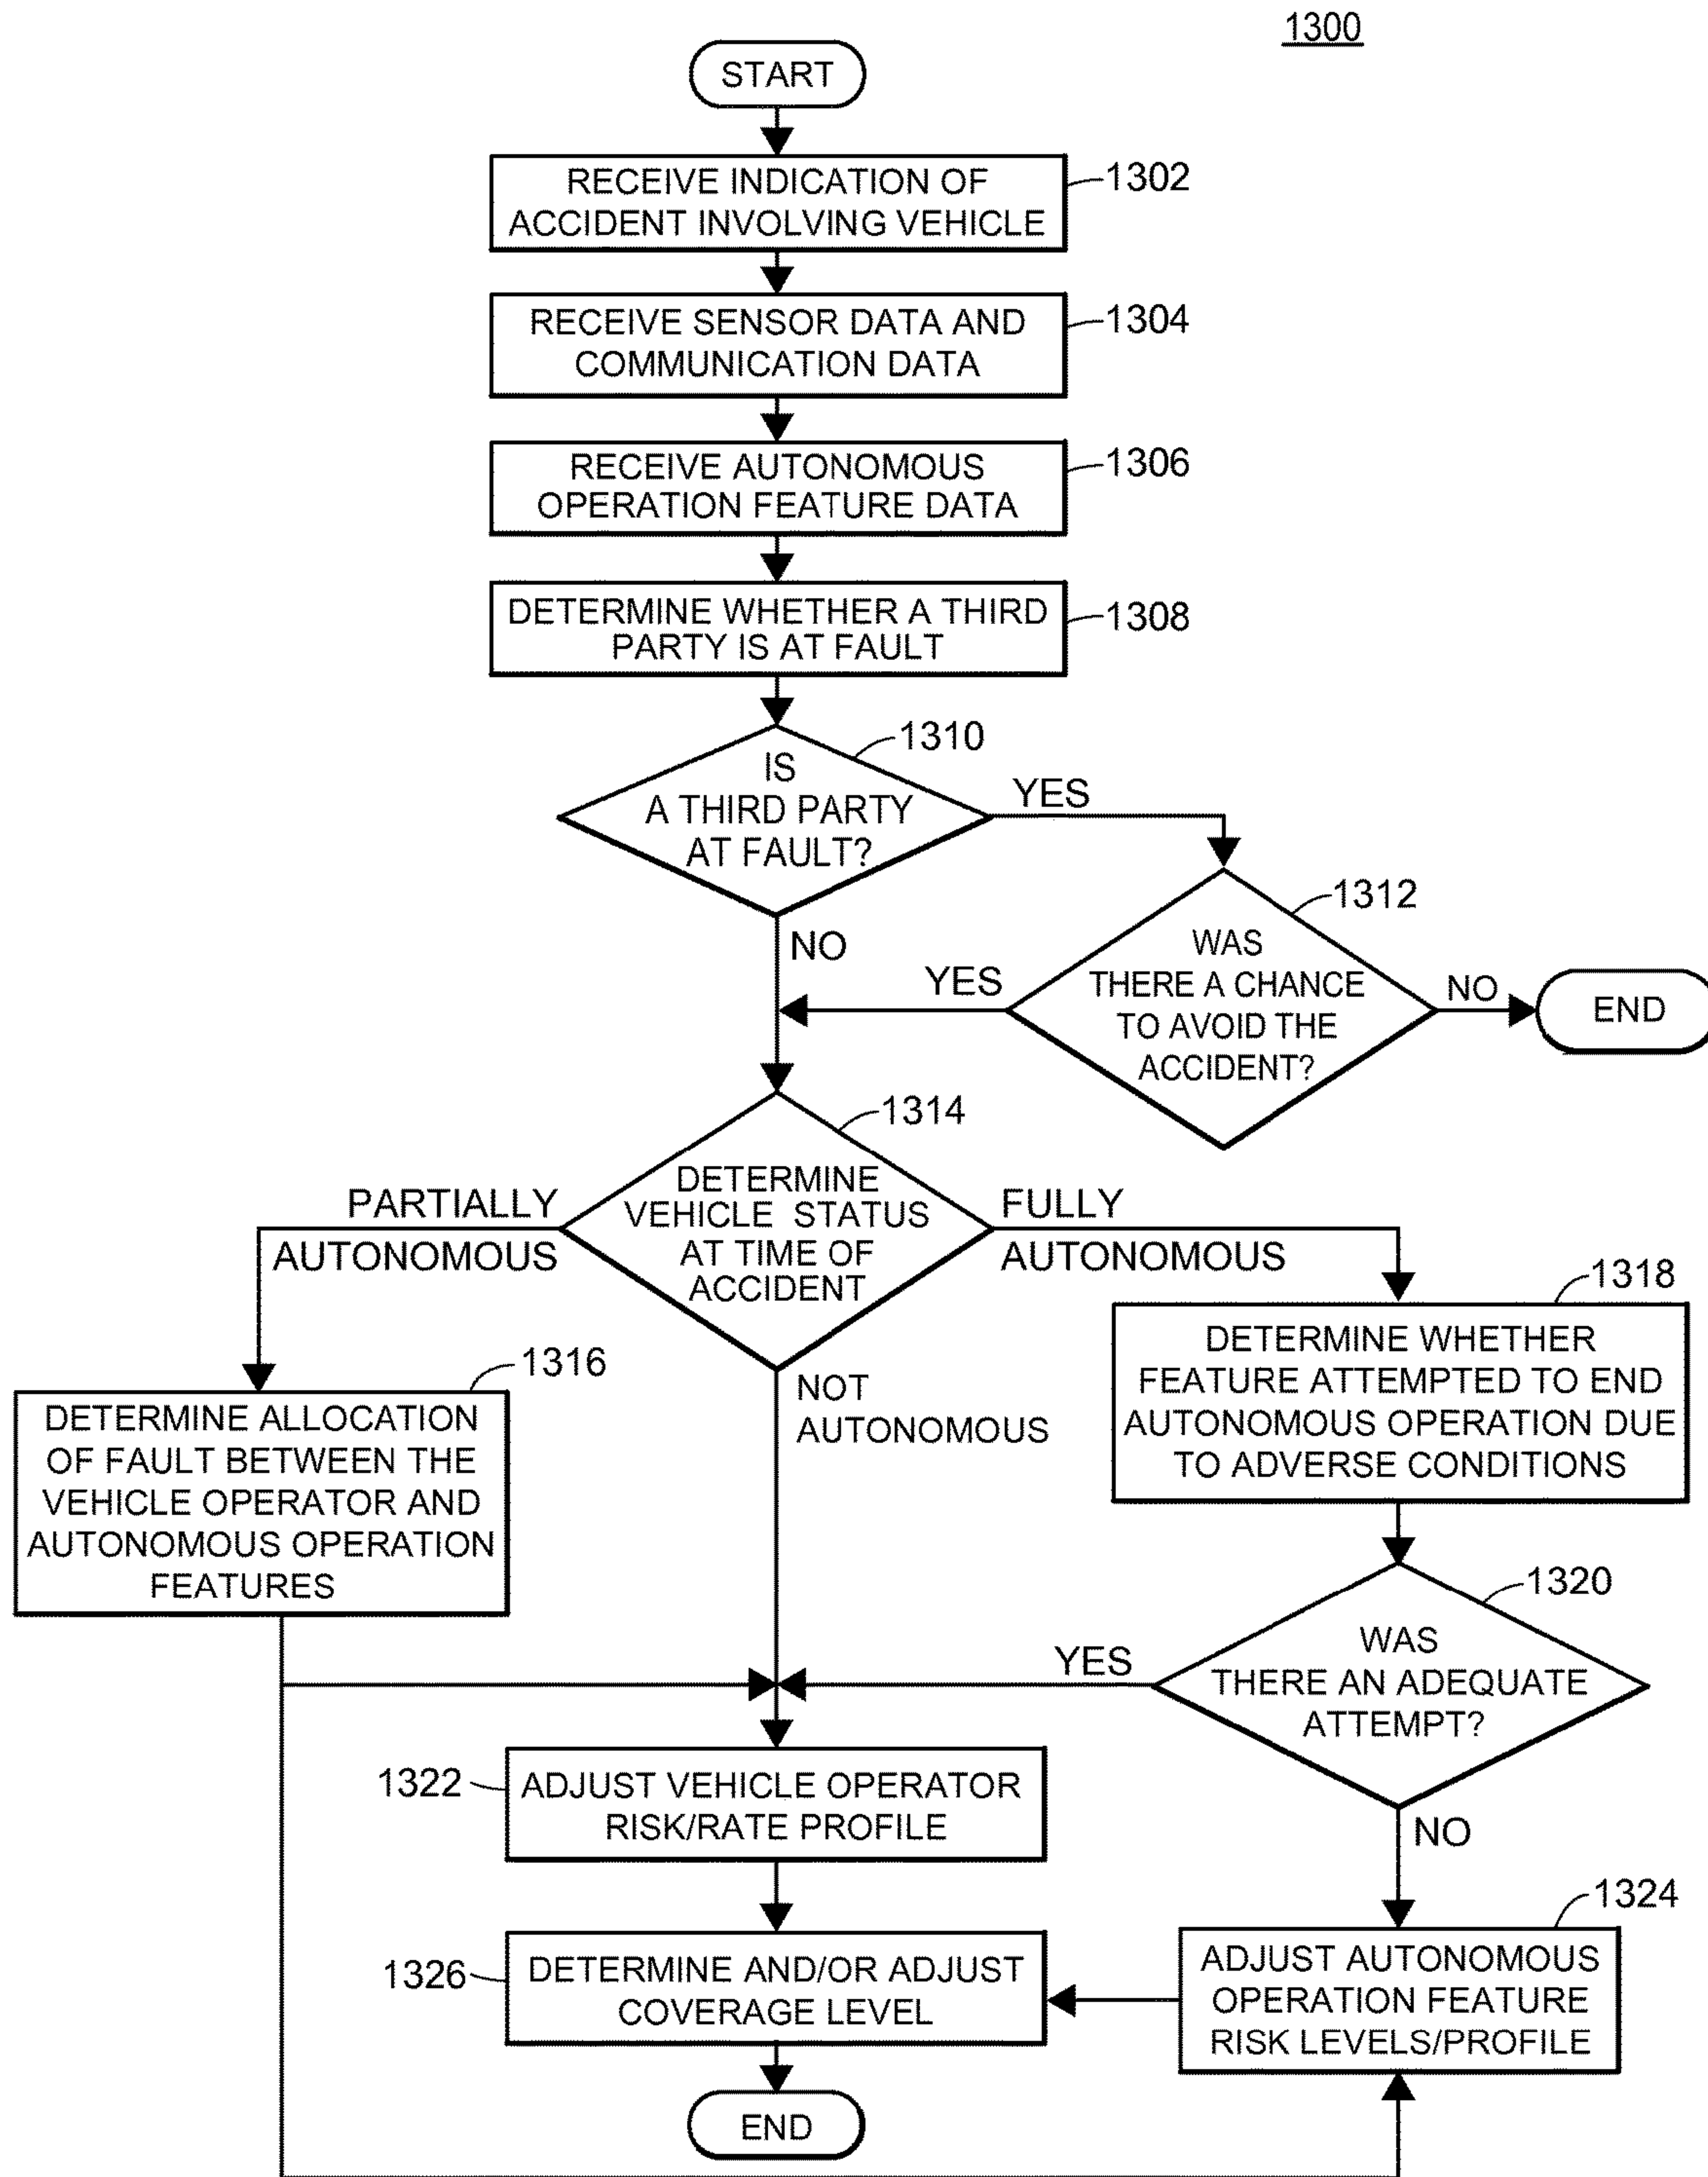 1300
START
RECEIVE INDICATION OF
ACCIDENT INVOLVING VEHICLE
1302
RECEIVE SENSOR DATA AND
COMMUNICATION DATA
1304
RECEIVE AUTONOMOUS
OPERATION FEATURE DATA
1306
DETERMINE WHETHER A THIRD
PARTY IS AT FAULT
1308
1310
IS
A THIRD PARTY
AT FAULT?
YES
NO
1312
WAS
THERE A CHANCE
TO AVOID THE
ACCIDENT?
YES
NO
END
1314
DETERMINE
VEHICLE STATUS
AT TIME OF
ACCIDENT
PARTIALLY
AUTONOMOUS
FULLY
AUTONOMOUS
NOT
AUTONOMOUS
1316
DETERMINE ALLOCATION
OF FAULT BETWEEN THE
VEHICLE OPERATOR AND
AUTONOMOUS OPERATION
FEATURES
1318
DETERMINE WHETHER
FEATURE ATTEMPTED TO END
AUTONOMOUS OPERATION DUE
TO ADVERSE CONDITIONS
1320
WAS
THERE AN ADEQUATE
ATTEMPT?
YES
NO
1322
ADJUST VEHICLE OPERATOR
RISK/RATE PROFILE
1324
ADJUST AUTONOMOUS
OPERATION FEATURE
RISK LEVELS/PROFILE
1326
DETERMINE AND/OR ADJUST
COVERAGE LEVEL
END